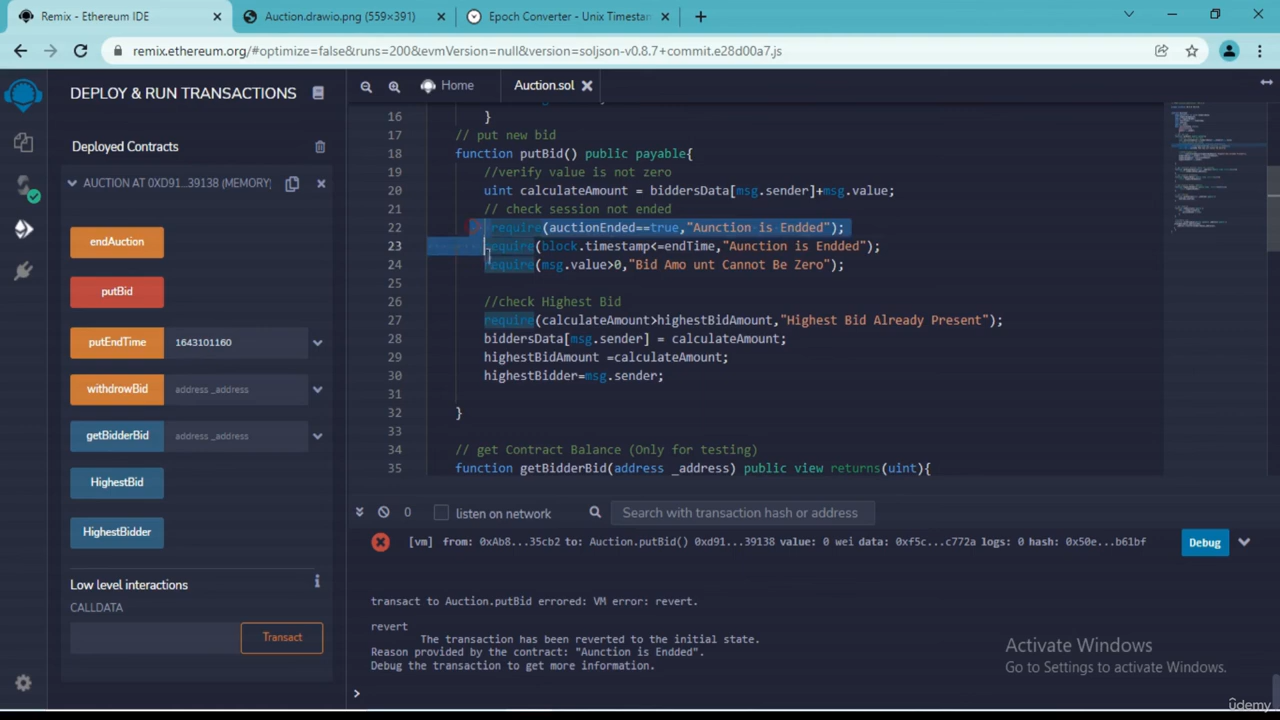 Remix - Ethereum IDE
Auction.drawio.png (559×391)
Epoch Converter - Unix Timestam
remix.ethereum.org/#optimize=false&runs=200&evmVersion=null&version=soljson-v0.8.7+commit.e28d00a7.js
DEPLOY & RUN TRANSACTIONS
Home
Auction.sol
Deployed Contracts
AUCTION AT 0XD91...39138 (MEMORY)
endAuction
putBid
putEndTime
1643101160
withdrowBid
address _address
getBidderBid
address _address
HighestBid
HighestBidder
Low level interactions
i
CALLDATA
Transact
16 }
17 // put new bid
18 function putBid() public payable{
19 //verify value is not zero
20 uint calculateAmount = biddersData[msg.sender]+msg.value;
21 // check session not ended
22 require(auctionEnded==true,"Aunction is Endded");
23 require(block.timestamp<=endTime,"Aunction is Endded");
24 require(msg.value>0,"Bid Amo unt Cannot Be Zero");
25
26 //check Highest Bid
27 require(calculateAmount>highestBidAmount,"Highest Bid Already Present");
28 biddersData[msg.sender] = calculateAmount;
29 highestBidAmount =calculateAmount;
30 highestBidder=msg.sender;
31
32 }
33
34 // get Contract Balance (Only for testing)
35 function getBidderBid(address _address) public view returns(uint){
0
listen on network
Search with transaction hash or address
[vm] from: 0xAb8...35cb2 to: Auction.putBid() 0xd91...39138 value: 0 wei data: 0xf5c...c772a logs: 0 hash: 0x50e...b61bf
Debug
transact to Auction.putBid errored: VM error: revert.
revert
The transaction has been reverted to the initial state.
Reason provided by the contract: "Aunction is Endded".
Debug the transaction to get more information.
>
Activate Windows
Go to Settings to activate Windows.
ûdemy